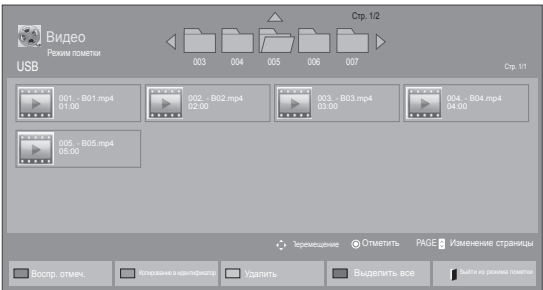 Стр. 1/2
Видео
Режим пометки
USB
003 004 005 006 007
Стр. 1/1
001. - B01.mp4
01:00
002. - B02.mp4
02:00
003. - B03.mp4
03:00
004. - B04.mp4
04:00
005. - B05.mp4
05:00
Перемещение Отметить PAGE Изменение страницы
Воспр. отмеч. Копирование в идентификатор Удалить Выделить все Выйти из режима пометки